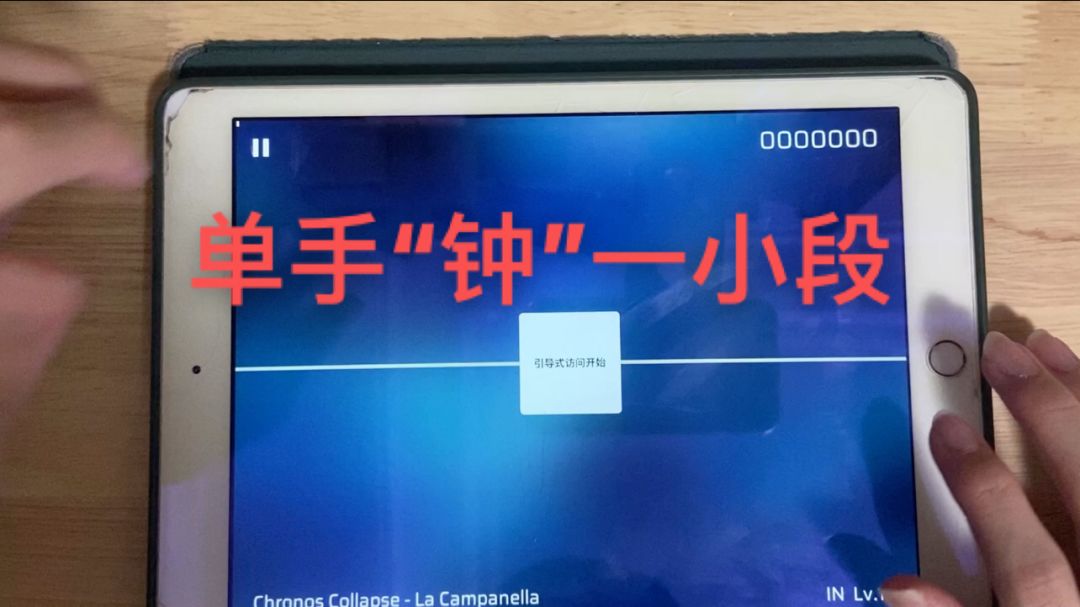 0000000
单手“钟”一小段
引导式访问开始
Chronos Collapse - La Campanella
IN Lv.